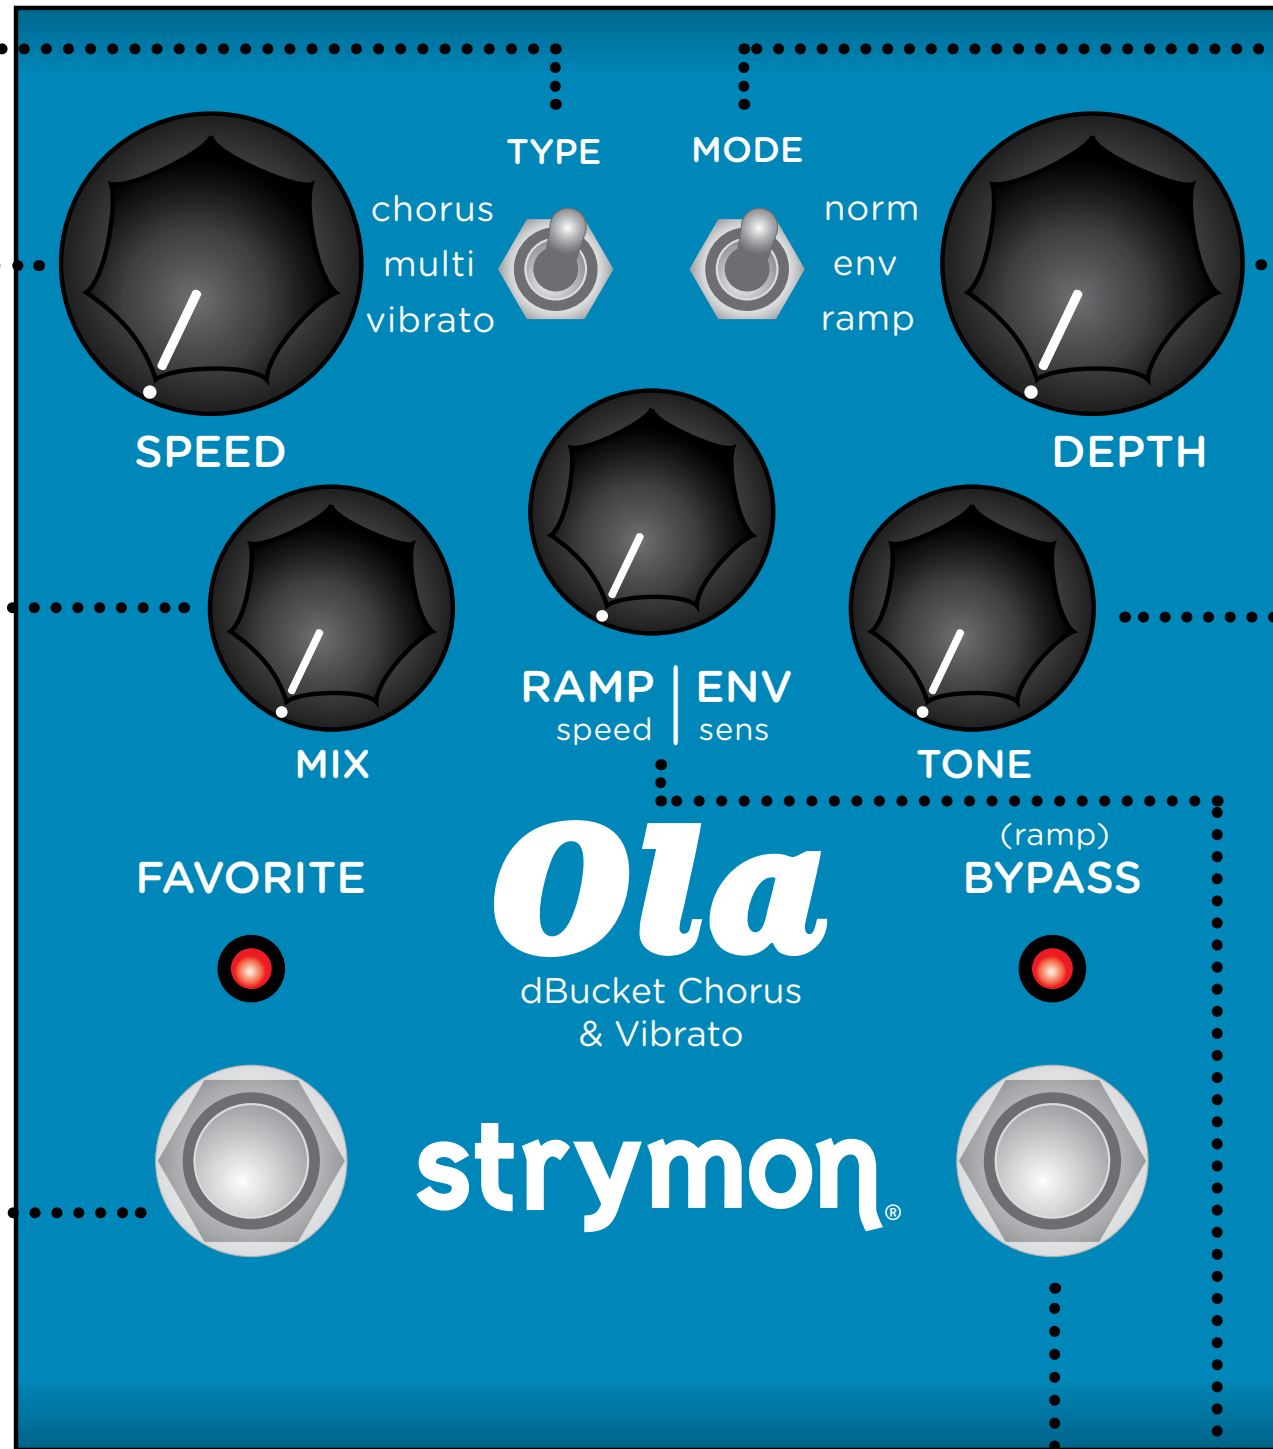 TYPE
MODE
chorus
multi
vibrato
norm
env
ramp
SPEED
DEPTH
RAMP | ENV
speed | sens
MIX
TONE
FAVORITE
(ramp)
BYPASS
Ola
dBucket Chorus
& Vibrato
strymon®